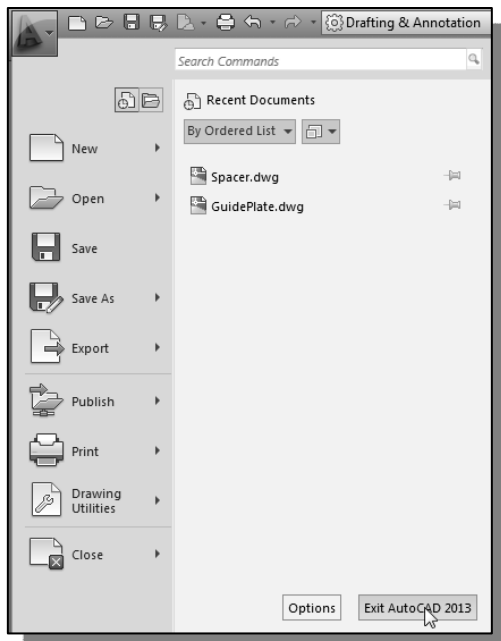 Drafting & Annotation
Search Commands
Recent Documents
By Ordered List
Spacer.dwg
GuidePlate.dwg
New
Open
Save
Save As
Export
Publish
Print
Drawing
Utilities
Close
Options
Exit AutoCAD 2013